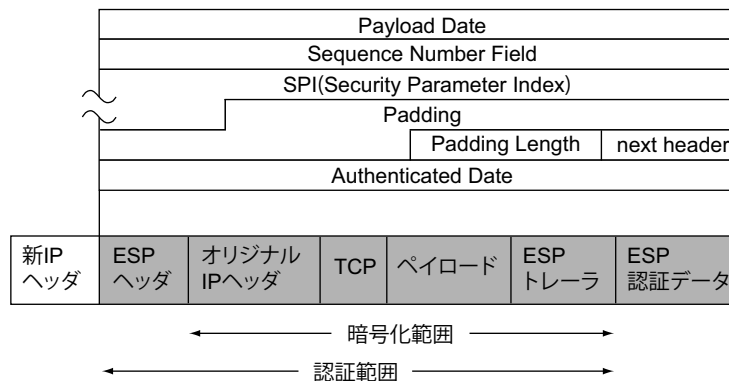 Payload Date
Sequence Number Field
SPI(Security Parameter Index)
Padding
Padding Length
next header
Authenticated Date
新IP
ヘッダ
ESP
ヘッダ
オリジナル
IPヘッダ
TCP
ペイロード
ESP
トレーラ
ESP
認証データ
暗号化範囲
認証範囲